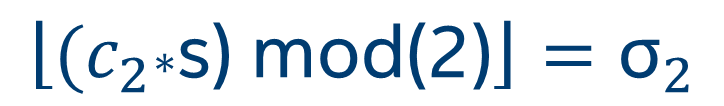 ⌊(𝑐₂*s) mod(2)⌋ = σ₂